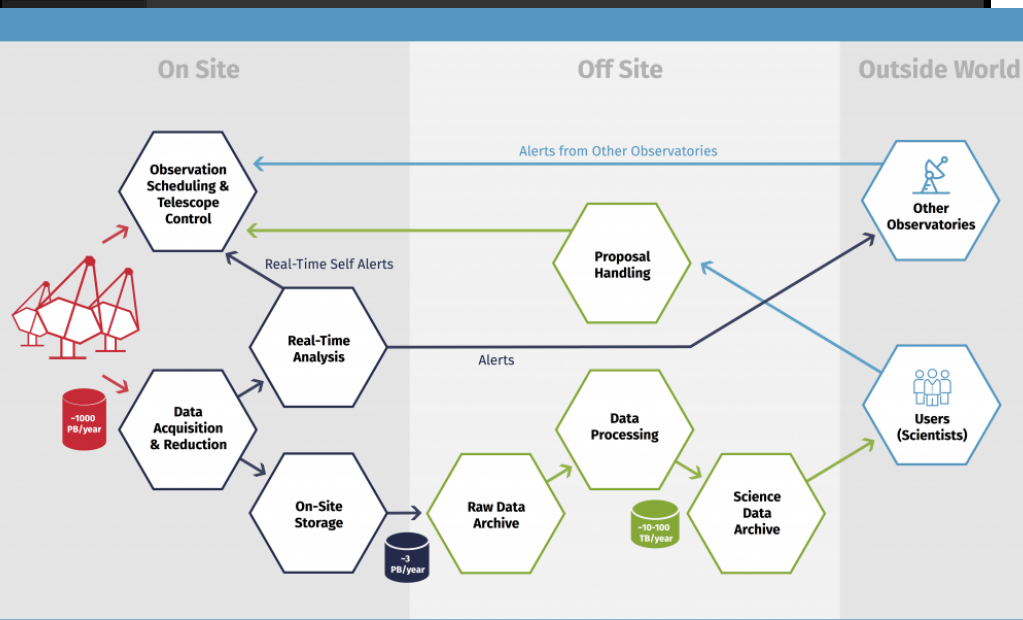 On Site
Off Site
Outside World
Alerts from Other Observatories
Observation
Scheduling &
Telescope
Control
Other
Observatories
Proposal
Handling
Real-Time Self Alerts
Real-Time
Analysis
Alerts
~1000
PB/year
Data
Acquisition
& Reduction
Data
Processing
Users
(Scientists)
On-Site
Storage
Raw Data
Archive
~10-100
TB/year
Science
Data
Archive
~3
PB/year